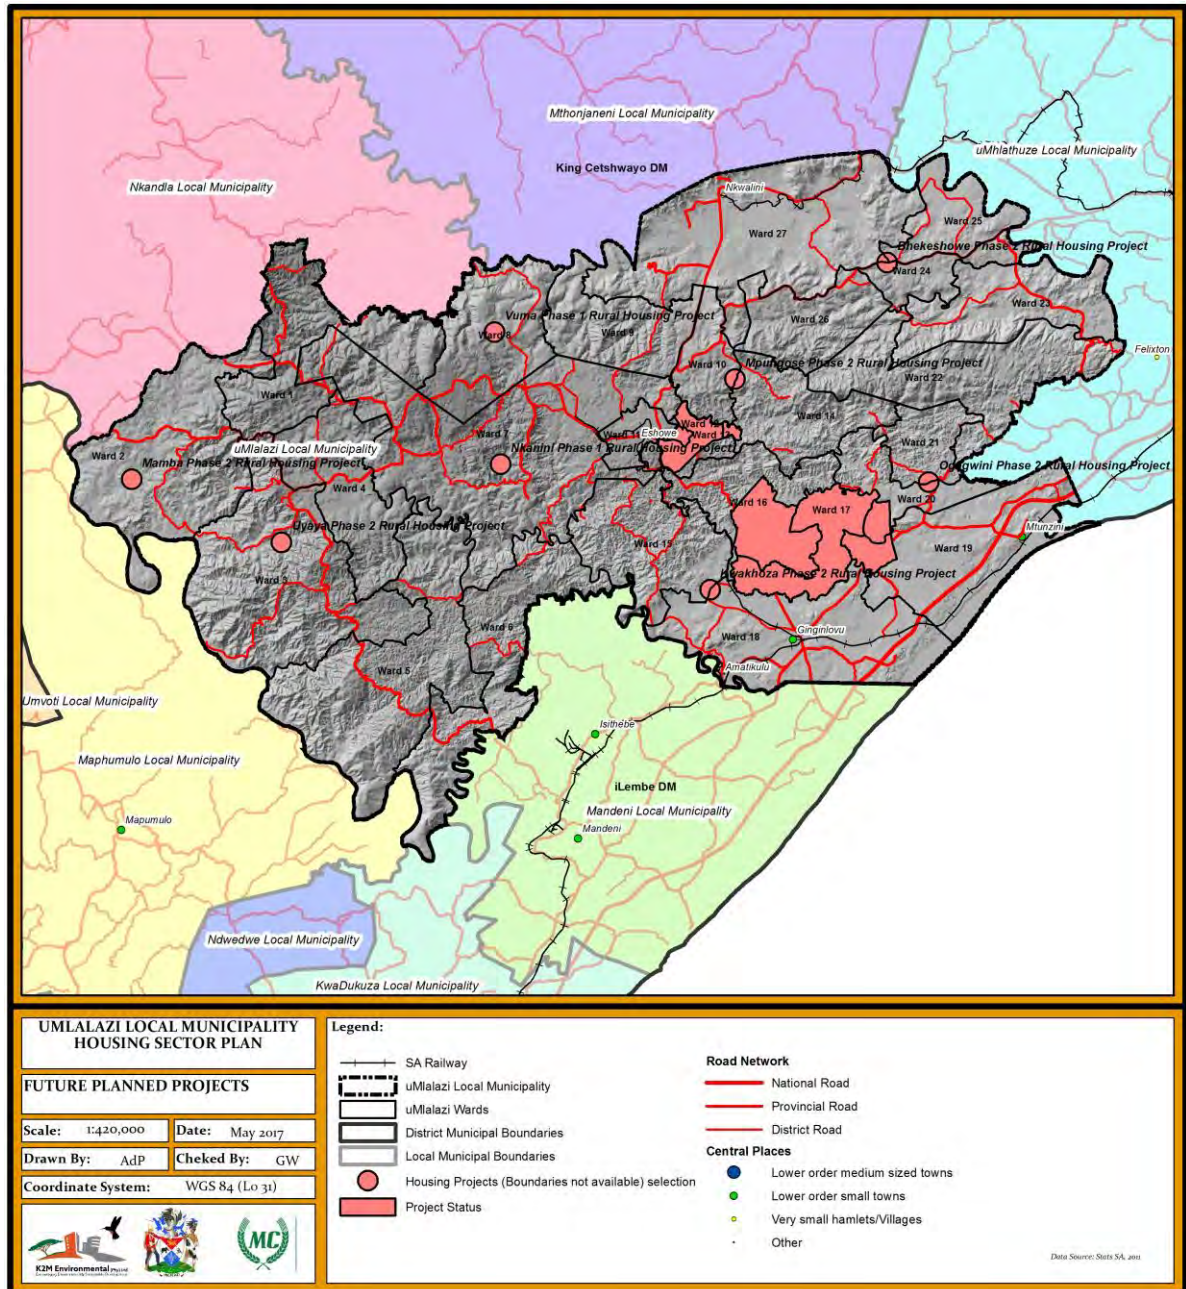 Mthonjaneni Local Municipality
uMhlathuze Local Municipality
King Cetshwayo DM
Nkandla Local Municipality
Nkwalini
Ward 25
Ward 27
Bhekeshowe Phase 2 Rural Housing Project
Ward 24
Ward 23
Vuma Phase 1 Rural Housing Project
Ward 8
Ward 9
Ward 26
Felixton
Mpungose Phase 2 Rural Housing Project
Ward 10
Ward 22
Ward 1
Ward 14
Ward 12
Ward 11
Eshowe
Ward 13
Ward 7
Ward 21
uMlalazi Local Municipality
Nkanini Phase 1 Rural Housing Project
Ward 2
Mamba Phase 2 Rural Housing Project
Phase 2 Rural Housing Project
Ward 4
Ward 20
Ward 16
Ward 17
Uyaya Phase 2 Rural Housing Project
Mtunzini
Ward 15
Ward 19
Ward 3
Kwakhoza Phase 2 Rural Housing Project
Ward 6
Ward 18
Gingindlovu
Ward 5
Amatikulu
Umvoti Local Municipality
Isithebe
Maphumulo Local Municipality
iLembe DM
Mandeni Local Municipality
Mapumulo
Mandeni
Ndwedwe Local Municipality
KwaDukuza Local Municipality
UMLALAZI LOCAL MUNICIPALITY
HOUSING SECTOR PLAN
FUTURE PLANNED PROJECTS
Scale: 1:420,000
Date: May 2017
Drawn By: AdP
Cheked By: GW
Coordinate System: WGS 84 (Lo 31)
K2M Environmental (Pty) Ltd
MC
Legend:
SA Railway
uMlalazi Local Municipality
uMlalazi Wards
District Municipal Boundaries
Local Municipal Boundaries
Housing Projects (Boundaries not available) selection
Project Status
Road Network
National Road
Provincial Road
District Road
Central Places
Lower order medium sized towns
Lower order small towns
Very small hamlets/Villages
Other
Data Source: Stats SA, 2011